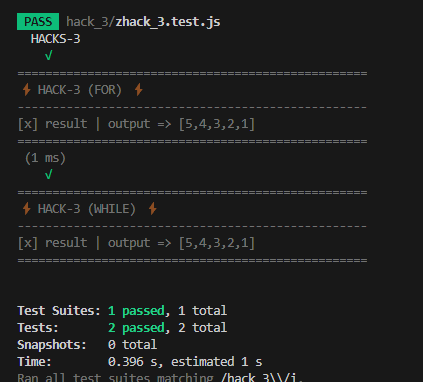 PASS hack_3/zhack_3.test.js
HACKS-3
√
==================================================
⚡ HACK-3 (FOR) ⚡
--------------------------------------------------
[x] result | output => [5,4,3,2,1]
==================================================
(1 ms)
√
==================================================
⚡ HACK-3 (WHILE) ⚡
--------------------------------------------------
[x] result | output => [5,4,3,2,1]
==================================================
Test Suites: 1 passed, 1 total
Tests: 2 passed, 2 total
Snapshots: 0 total
Time: 0.396 s, estimated 1 s
Ran all test suites matching /hack_3\\/i.